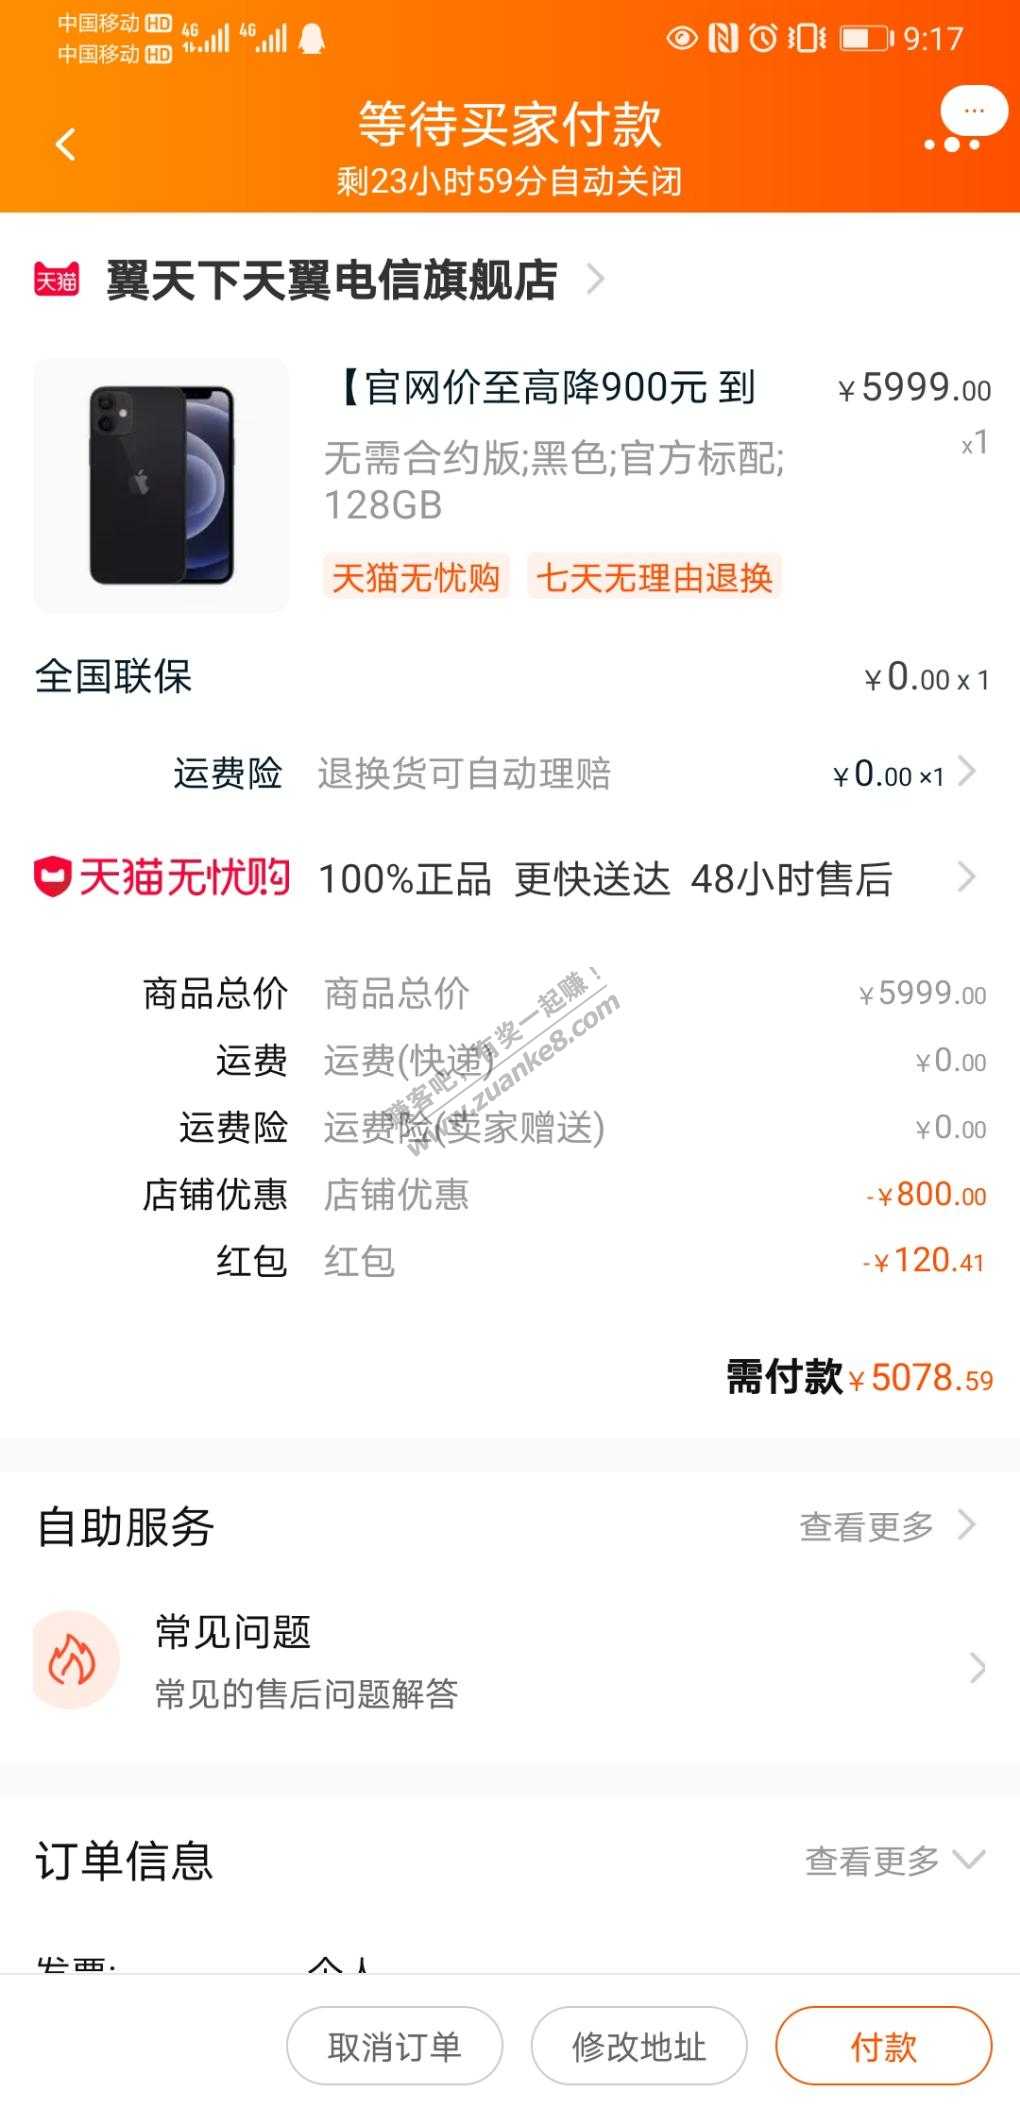 中国移动 HD 4G 4G 9:17
中国移动 HD
等待买家付款
剩23小时59分自动关闭
天猫 翼天下天翼电信旗舰店
【官网价至高降900元 到 ¥5999.00
无需合约版;黑色;官方标配; x1
128GB
天猫无忧购 七天无理由退换
全国联保 ¥0.00 x 1
运费险 退换货可自动理赔 ¥0.00 ×1
天猫无忧购 100%正品 更快送达 48小时售后
商品总价 商品总价 ¥5999.00
运费 运费(快递) ¥0.00
运费险 运费险(卖家赠送) ¥0.00
店铺优惠 店铺优惠 -¥800.00
红包 红包 -¥120.41
赚客吧，有奖一起赚！
www.zuanke8.com
需付款¥5078.59
自助服务 查看更多
常见问题
常见的售后问题解答
订单信息 查看更多
发票: 个人
取消订单 修改地址 付款